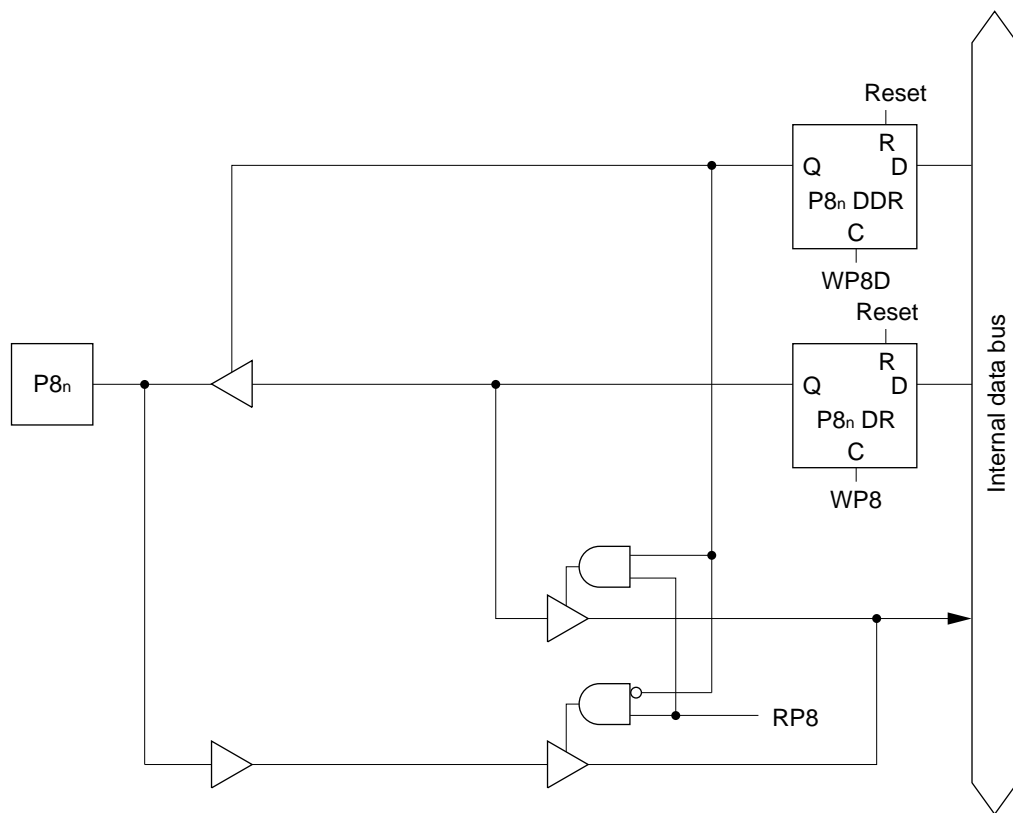 Reset
R
Q D
P8n DDR
C
WP8D
Reset
P8n
R
Q D
P8n DR
C
WP8
RP8
Internal data bus